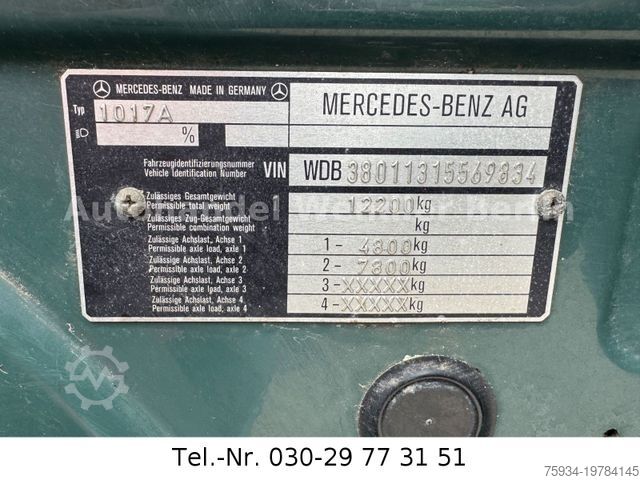 MERCEDES-BENZ MADE IN GERMANY
MERCEDES-BENZ AG
Typ 1017A
%
Fahrzeugidentifizierungsnummer
Vehicle Identification Number
VIN WDB 38011315569834
Zulässiges Gesamtgewicht
Permissible total weight
12200 kg
Zulässiges Zug-Gesamtgewicht
Permissible combination weight
kg
Zulässige Achslast, Achse 1
Permissible axle load, axle 1
1- 4800 kg
Zulässige Achslast, Achse 2
Permissible axle load, axle 2
2- 7800 kg
Zulässige Achslast, Achse 3
Permissible axle load, axle 3
3- XXXXX kg
Zulässige Achslast, Achse 4
Permissible axle load, axle 4
4- XXXXX kg
Tel.-Nr. 030-29 77 31 51
75934-19784145